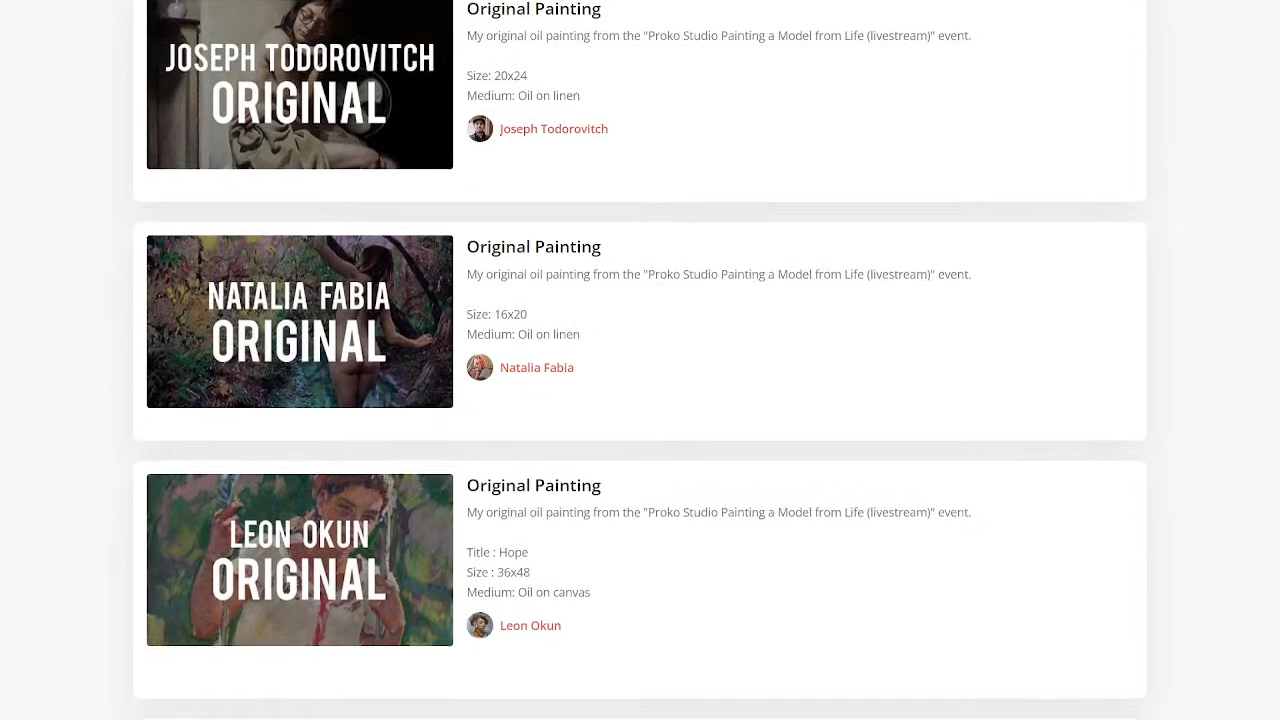 Original Painting
My original oil painting from the "Proko Studio Painting a Model from Life (livestream)" event.
JOSEPH TODOROVITCH
ORIGINAL
Size: 20x24
Medium: Oil on linen
Joseph Todorovitch
Original Painting
My original oil painting from the "Proko Studio Painting a Model from Life (livestream)" event.
NATALIA FABIA
ORIGINAL
Size: 16x20
Medium: Oil on linen
Natalia Fabia
Original Painting
My original oil painting from the "Proko Studio Painting a Model from Life (livestream)" event.
LEON OKUN
ORIGINAL
Title : Hope
Size : 36x48
Medium: Oil on canvas
Leon Okun